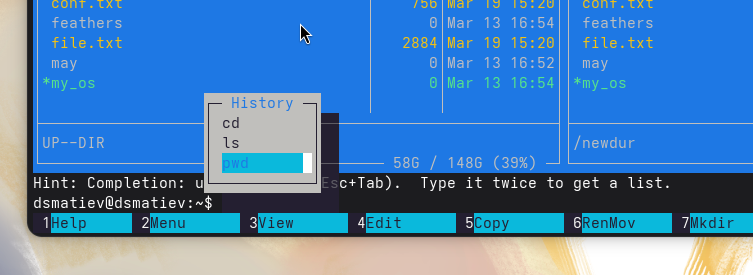 conf.txt 756 Mar 19 15:20 conf.txt
feathers 0 Mar 13 16:54 feathers
file.txt 2884 Mar 19 15:20 file.txt
may 0 Mar 13 16:52 may
*my_os 0 Mar 13 16:54 *my_os
History
cd
ls
pwd
UP--DIR /newdur
58G / 148G (39%)
Hint: Completion: u sc+Tab). Type it twice to get a list.
dsmatiev@dsmatiev:~$
1Help 2Menu 3View 4Edit 5Copy 6RenMov 7Mkdir